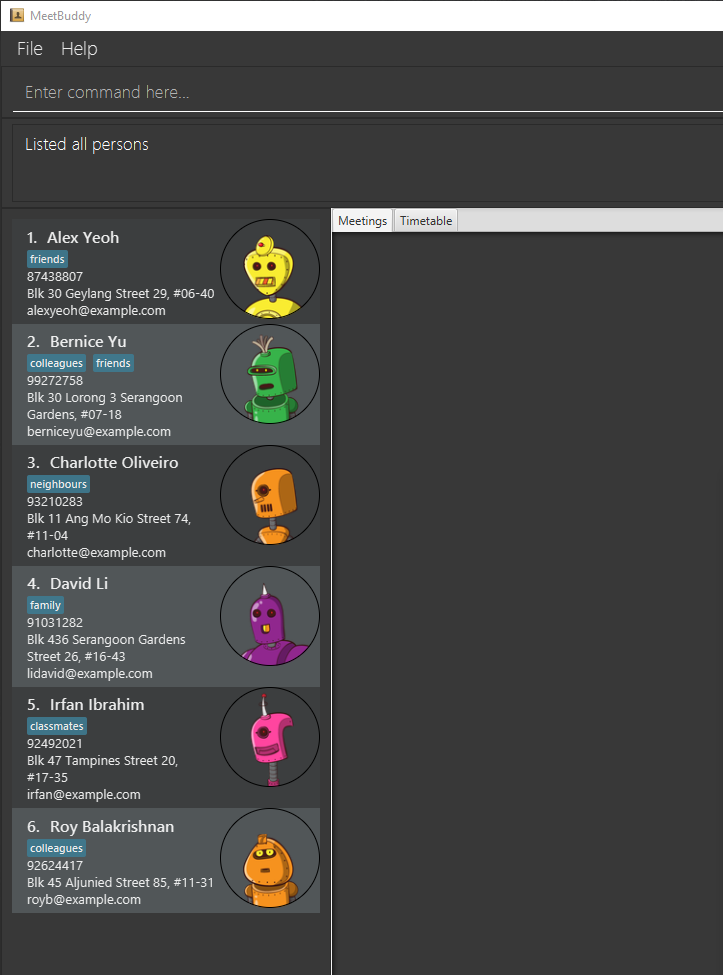 MeetBuddy
File Help
Enter command here...
Listed all persons
Meetings Timetable
1. Alex Yeoh
friends
87438807
Blk 30 Geylang Street 29, #06-40
alexyeoh@example.com
2. Bernice Yu
colleagues friends
99272758
Blk 30 Lorong 3 Serangoon
Gardens, #07-18
berniceyu@example.com
3. Charlotte Oliveiro
neighbours
93210283
Blk 11 Ang Mo Kio Street 74,
#11-04
charlotte@example.com
4. David Li
family
91031282
Blk 436 Serangoon Gardens
Street 26, #16-43
lidavid@example.com
5. Irfan Ibrahim
classmates
92492021
Blk 47 Tampines Street 20,
#17-35
irfan@example.com
6. Roy Balakrishnan
colleagues
92624417
Blk 45 Aljunied Street 85, #11-31
royb@example.com